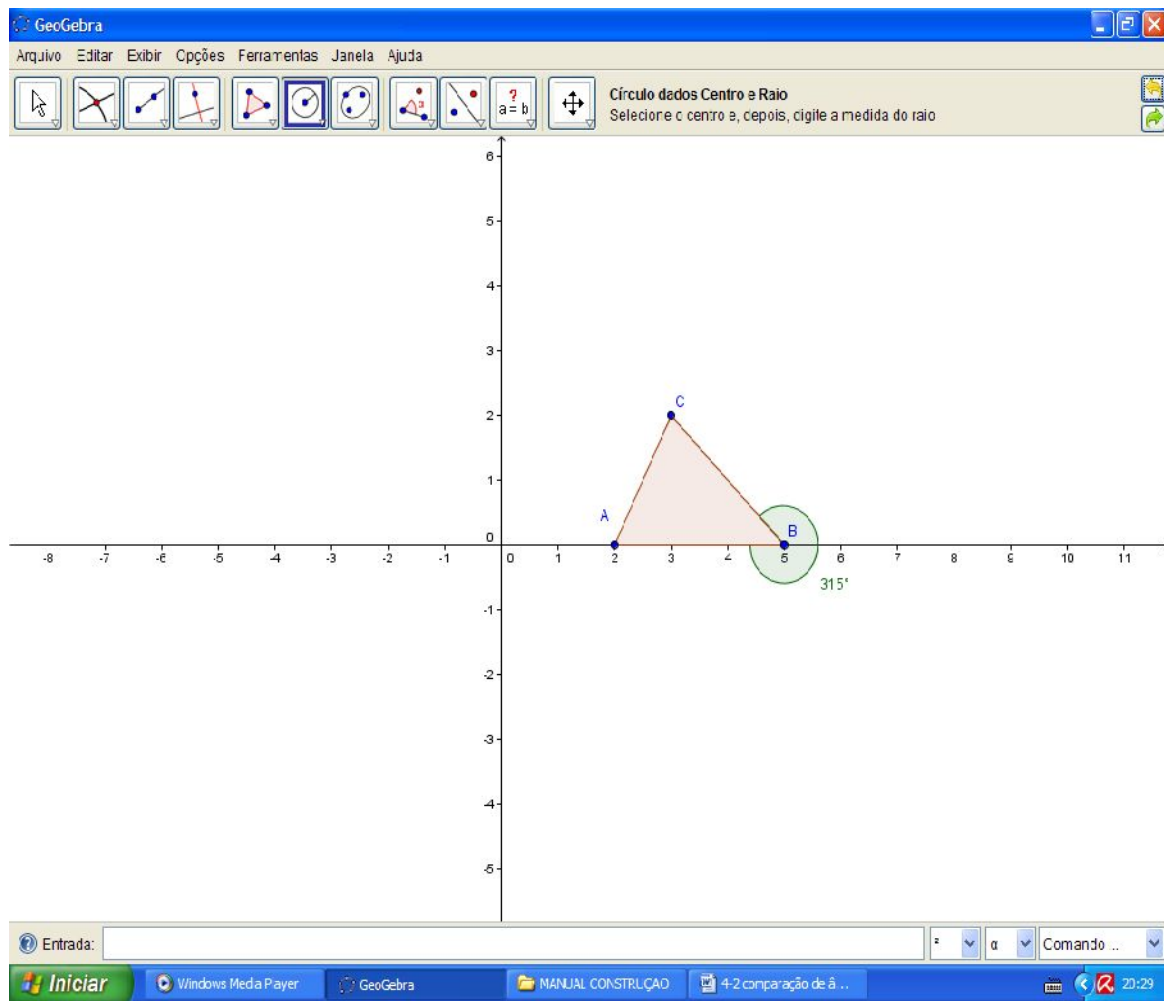 GeoGebra
Arquivo Editar Exibir Opções Ferramentas Janela Ajuda
? a = b
Círculo dados Centro e Raio
Selecione o centro e, depois, digite a medida do raio
6
5
4
3
2
1
0
-1
-2
-3
-4
-5
-8 -7 -6 -5 -4 -3 -2 -1 0 1 2 3 4 5 6 7 8 9 10 11
C
A
B
315°
Entrada:
² α Comando ...
Iniciar Windows Media Player GeoGebra MANUAL CONSTRUÇAO 4-2 comparação de â... 20:29